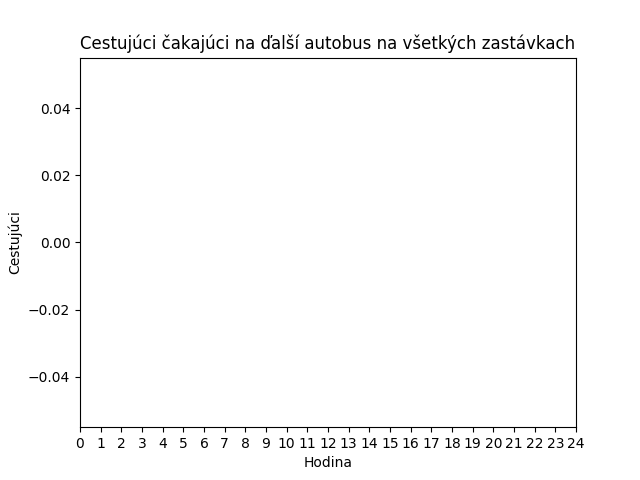 Cestujúci čakajúci na ďalší autobus na všetkých zastávkach
0.04
0.02
0.00
−0.02
−0.04
Cestujúci
0 1 2 3 4 5 6 7 8 9 10 11 12 13 14 15 16 17 18 19 20 21 22 23 24
Hodina